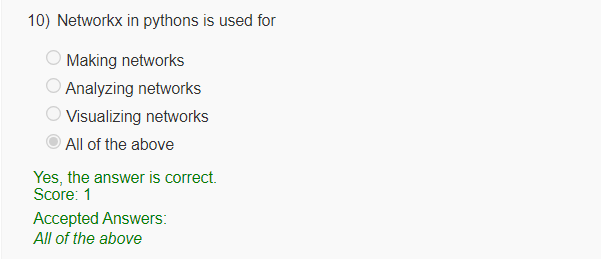 10) Networkx in pythons is used for
Making networks
Analyzing networks
Visualizing networks
All of the above
Yes, the answer is correct.
Score: 1
Accepted Answers:
All of the above